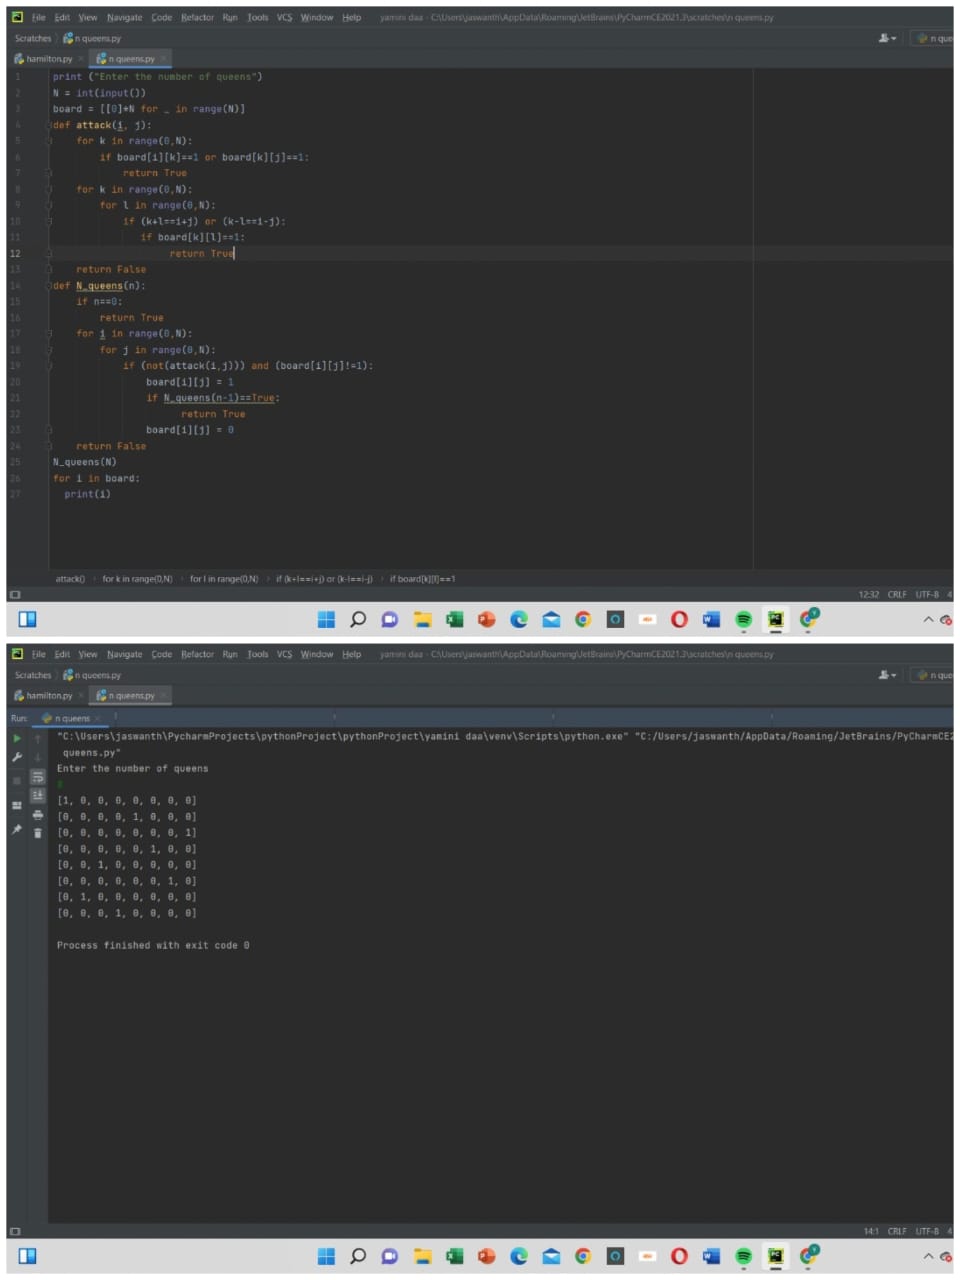 File Edit View Navigate Code Refactor Run Tools VCS Window Help yamini daa - C:\Users\jaswanth\AppData\Roaming\JetBrains\PyCharmCE2021.3\scratches\n queens.py
Scratches n queens.py n que
hamilton.py n queens.py
1 print ("Enter the number of queens")
2 N = int(input())
3 board = [[0]*N for _ in range(N)]
4 def attack(i, j):
5 for k in range(0,N):
6 if board[i][k]==1 or board[k][j]==1:
7 return True
8 for k in range(0,N):
9 for l in range(0,N):
10 if (k+l==i+j) or (k-l==i-j):
11 if board[k][l]==1:
12 return True
13 return False
14 def N_queens(n):
15 if n==0:
16 return True
17 for i in range(0,N):
18 for j in range(0,N):
19 if (not(attack(i,j))) and (board[i][j]!=1):
20 board[i][j] = 1
21 if N_queens(n-1)==True:
22 return True
23 board[i][j] = 0
24 return False
25 N_queens(N)
26 for i in board:
27 print(i)
attack() for k in range(0,N) for l in range(0,N) if (k+l==i+j) or (k-l==i-j) if board[k][l]==1
12:32 CRLF UTF-8 4
File Edit View Navigate Code Refactor Run Tools VCS Window Help yamini daa - C:\Users\jaswanth\AppData\Roaming\JetBrains\PyCharmCE2021.3\scratches\n queens.py
Scratches n queens.py n que
hamilton.py n queens.py
Run: n queens
"C:\Users\jaswanth\PycharmProjects\pythonProject\pythonProject\yamini daa\venv\Scripts\python.exe" "C:/Users/jaswanth/AppData/Roaming/JetBrains/PyCharmCE2
queens.py"
Enter the number of queens
8
[1, 0, 0, 0, 0, 0, 0, 0]
[0, 0, 0, 0, 1, 0, 0, 0]
[0, 0, 0, 0, 0, 0, 0, 1]
[0, 0, 0, 0, 0, 1, 0, 0]
[0, 0, 1, 0, 0, 0, 0, 0]
[0, 0, 0, 0, 0, 0, 1, 0]
[0, 1, 0, 0, 0, 0, 0, 0]
[0, 0, 0, 1, 0, 0, 0, 0]
Process finished with exit code 0
14:1 CRLF UTF-8 4